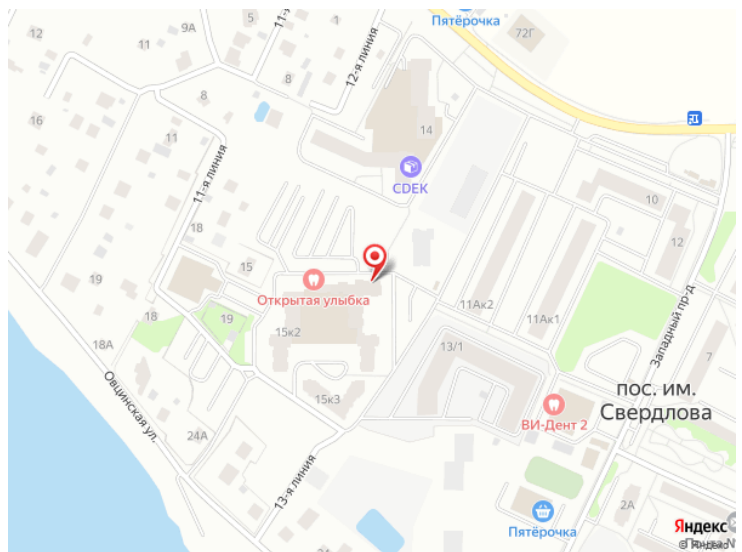 5
9А
12
11
11-я линия
12-я линия
Пятёрочка
72Г
8
8
16
11
14
CDEK
11-я линия
18
10
12
15
19
Открытая улыбка
11Ак2
11Ак1
Западный пр-д
18
19
15к2
13/1
7
18А
Овцинская ул.
15к3
пос. им.
Свердлова
ВИ-Дент 2
24А
13-я линия
2А
Пятёрочка
Яндекс
© Яндекс